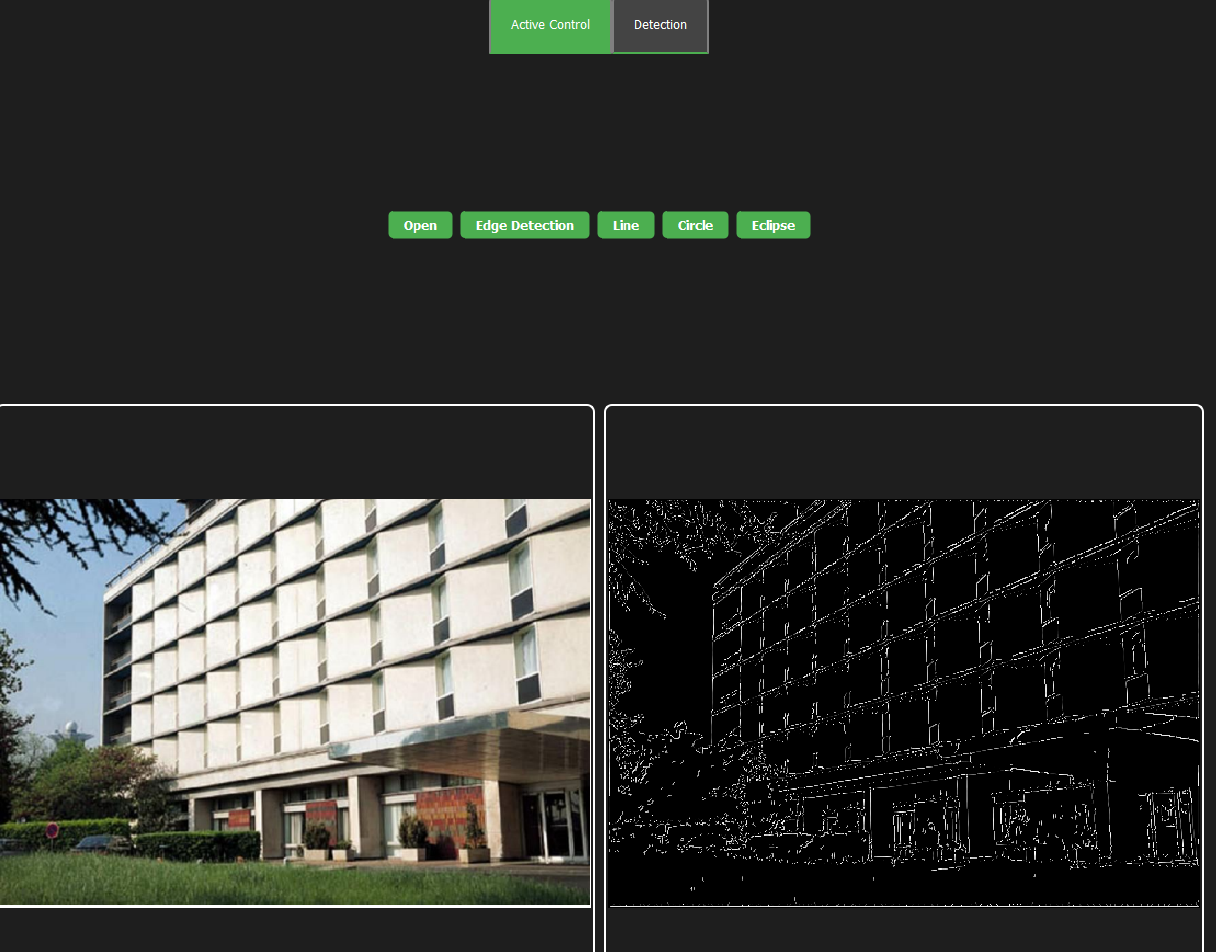 Active Control Detection
Open Edge Detection Line Circle Eclipse